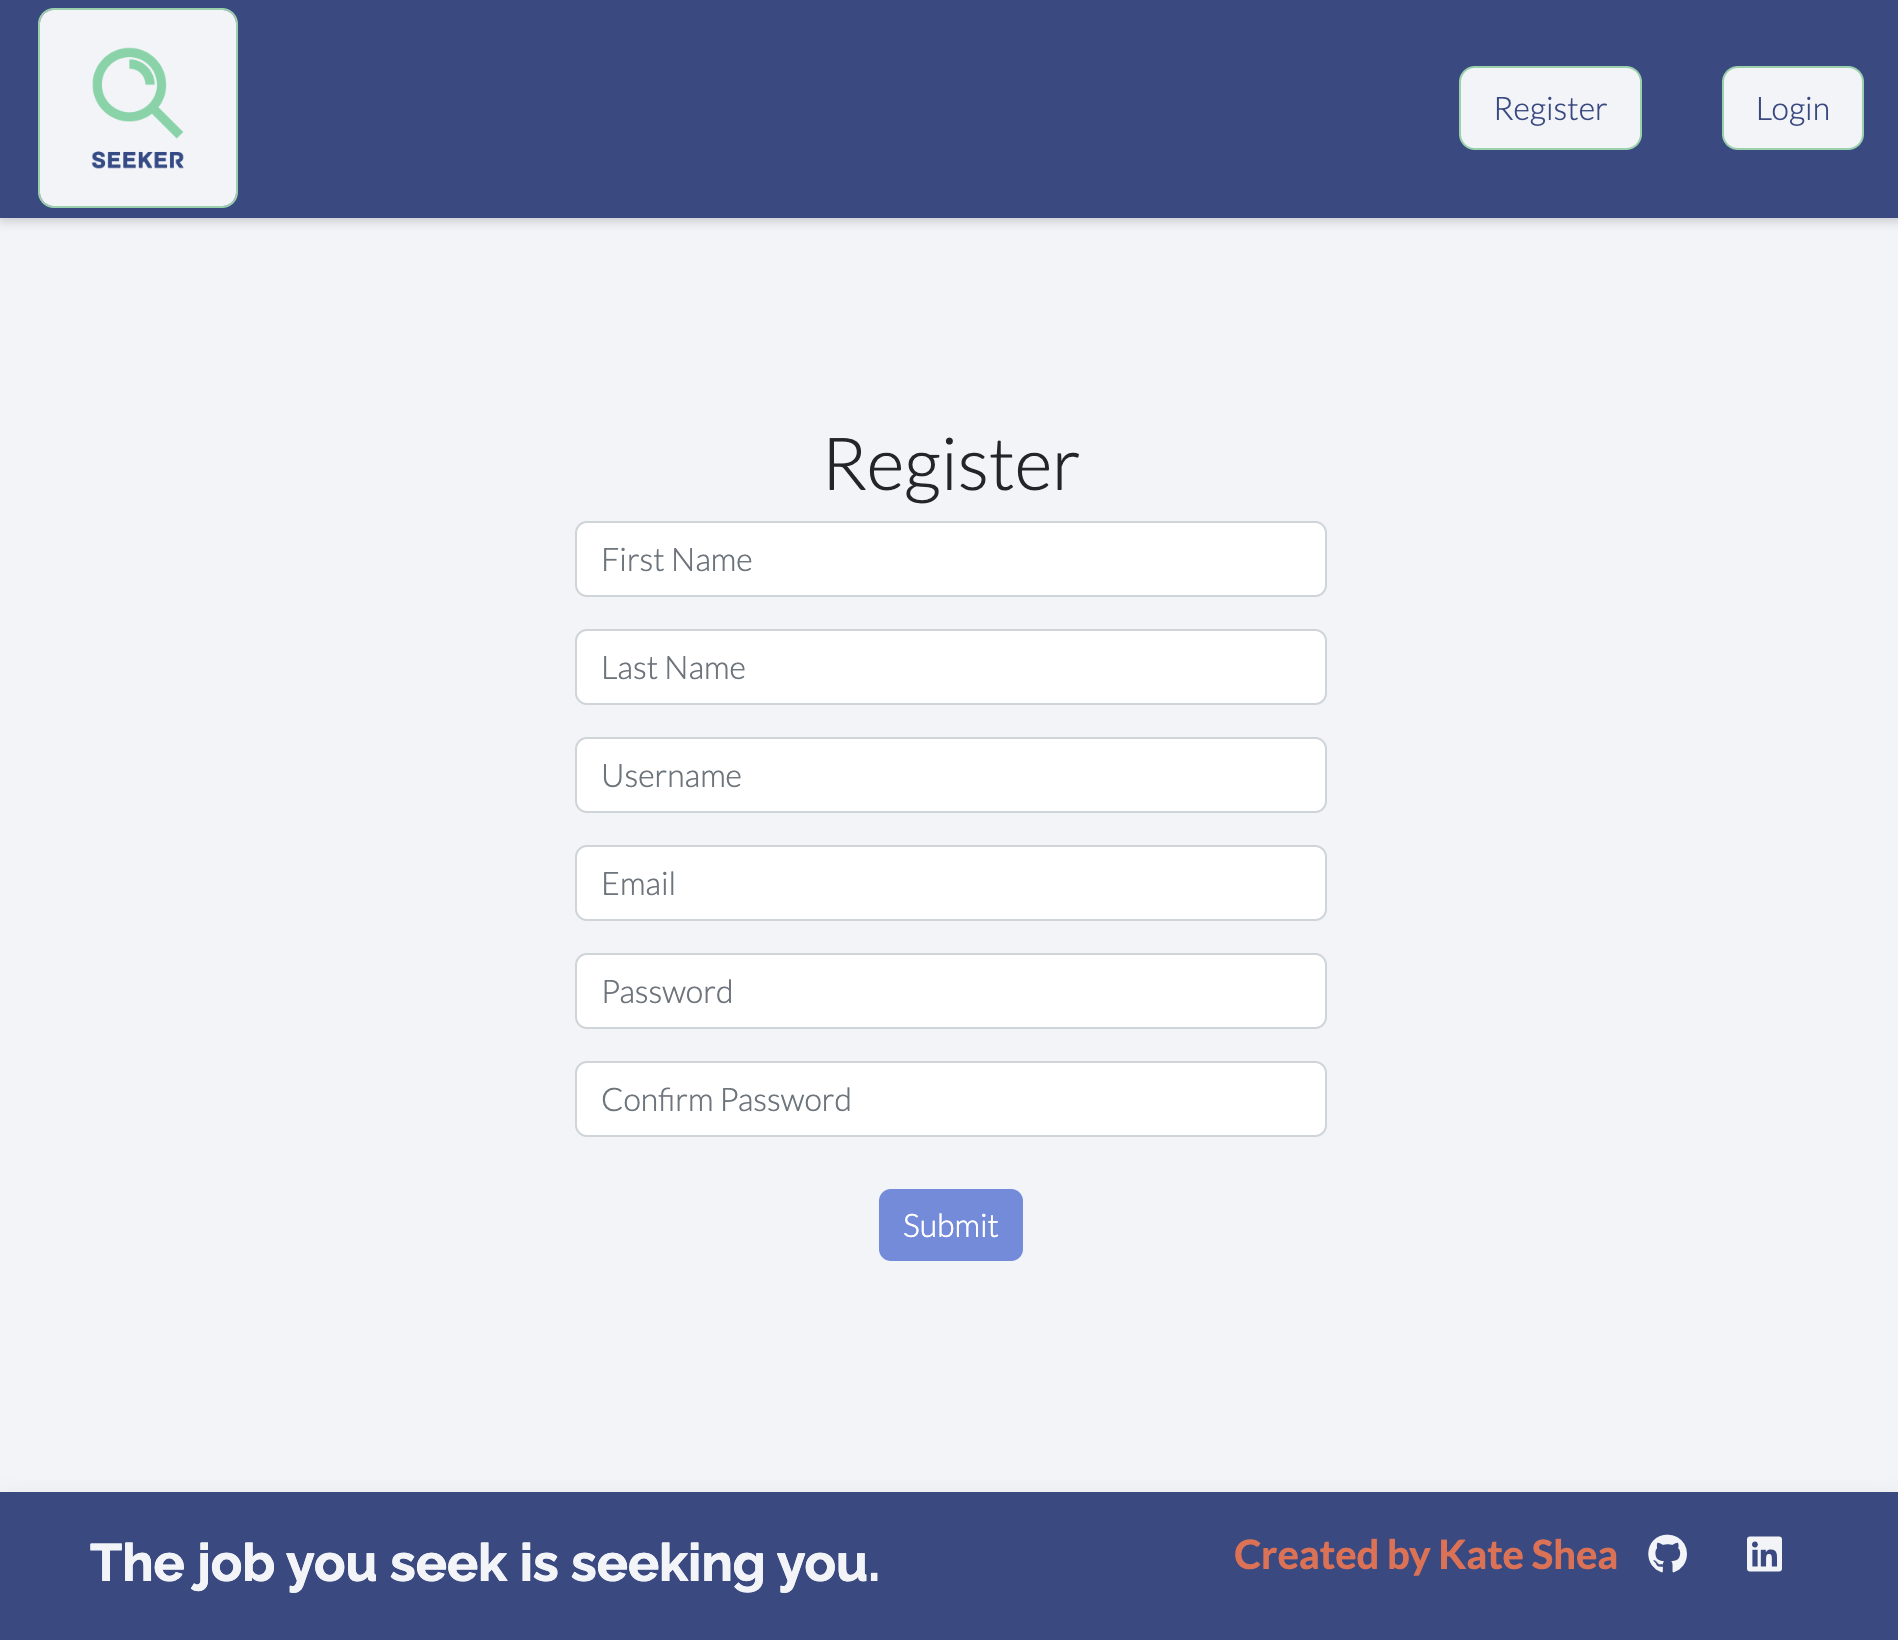 SEEKER
Register
Login
Register
First Name
Last Name
Username
Email
Password
Confirm Password
Submit
The job you seek is seeking you.
Created by Kate Shea
in